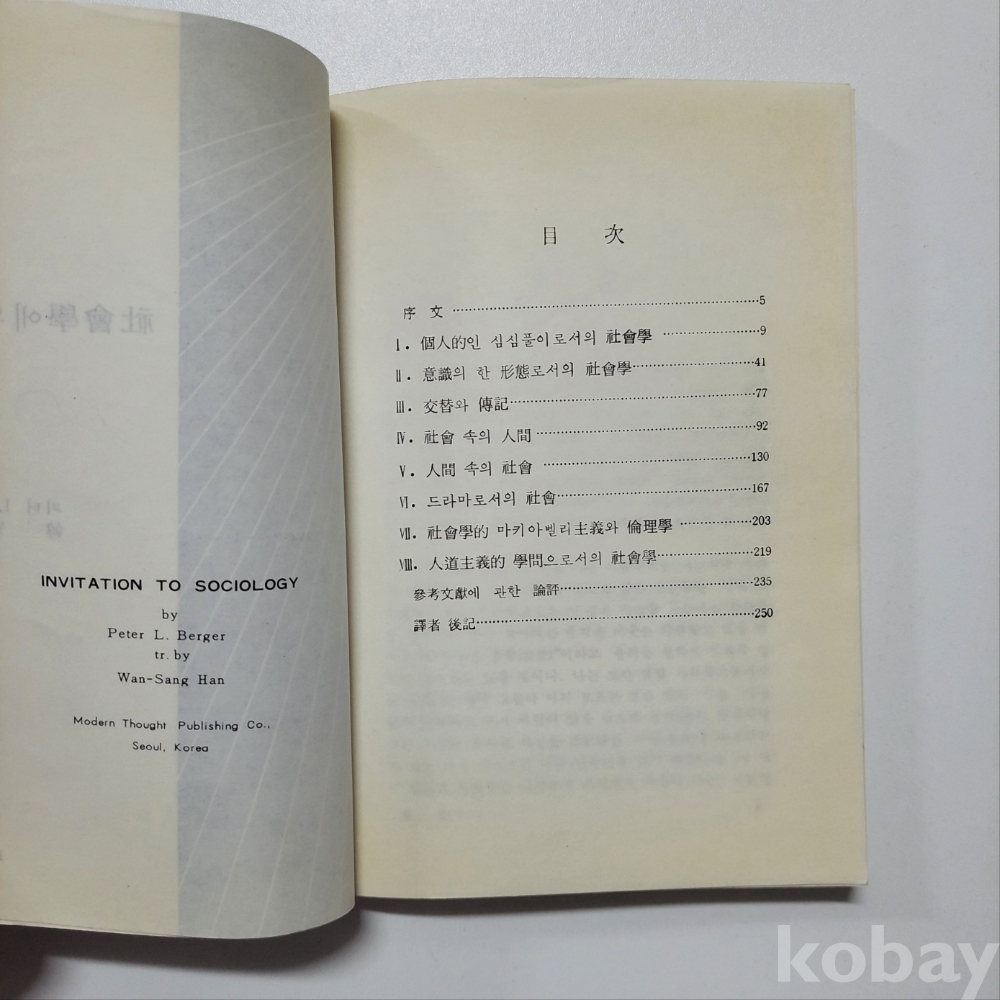 INVITATION TO SOCIOLOGY
by
Peter L. Berger
tr. by
Wan-Sang Han
Modern Thought Publishing Co.,
Seoul, Korea
目 次
序 文 ……………5
Ⅰ. 個人的인 심심풀이로서의 社會學 ……………9
Ⅱ. 意識의 한 形態로서의 社會學……………41
Ⅲ. 交替와 傳記……………77
Ⅳ. 社會 속의 人間……………92
Ⅴ. 人間 속의 社會 ……………130
Ⅵ. 드라마로서의 社會……………167
Ⅶ. 社會學的 마키아벨리主義와 倫理學 ……………203
Ⅷ. 人道主義的 學問으로서의 社會學……………219
參考文獻에 관한 論評……………235
譯者 後記……………250
kobay